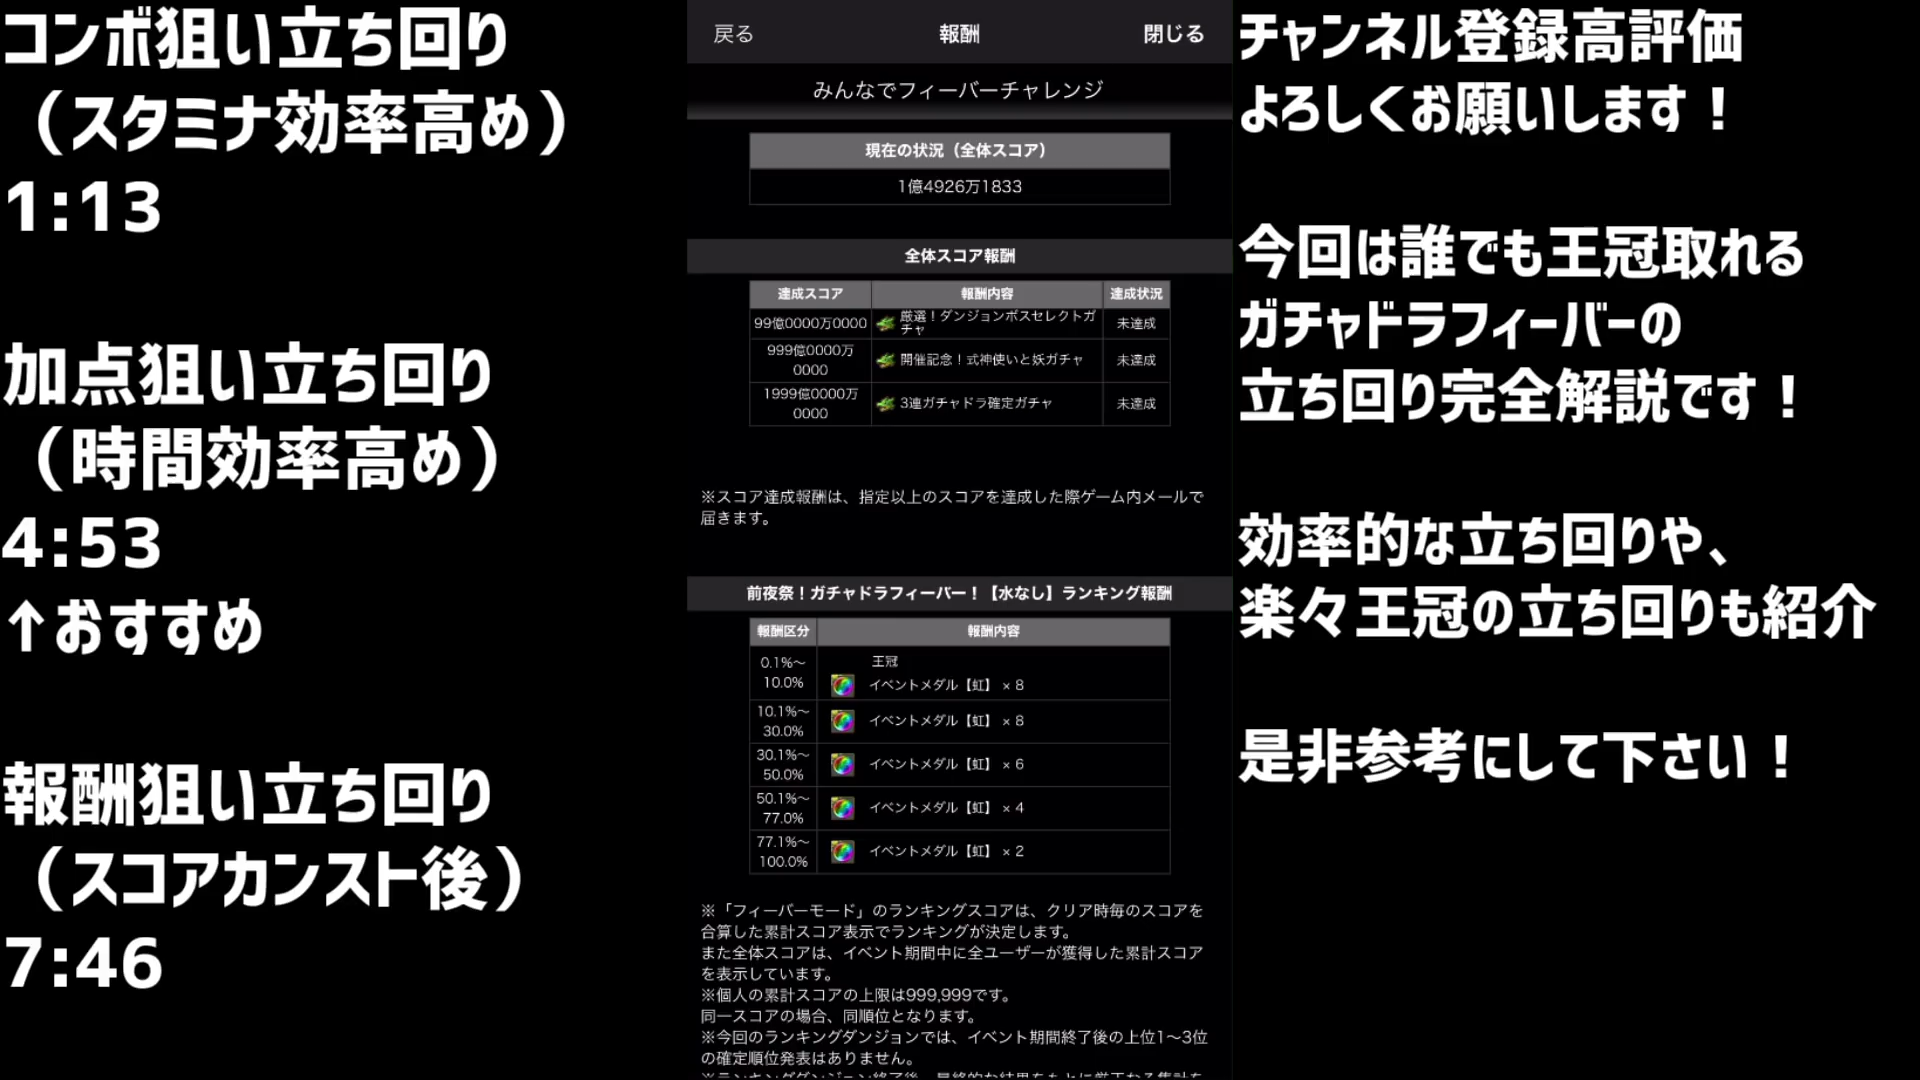 コンボ狙い立ち回り
（スタミナ効率高め）
1:13
加点狙い立ち回り
（時間効率高め）
4:53
↑おすすめ
報酬狙い立ち回り
（スコアカンスト後）
7:46
戻る 報酬 閉じる
みんなでフィーバーチャレンジ
現在の状況（全体スコア）
1億4926万1833
全体スコア報酬
達成スコア 報酬内容 達成状況
99億0000万0000 厳選！ダンジョンボスセレクトガチャ 未達成
999億0000万0000 開催記念！式神使いと妖ガチャ 未達成
1999億0000万0000 3連ガチャドラ確定ガチャ 未達成
※スコア達成報酬は、指定以上のスコアを達成した際ゲーム内メールで
届きます。
前夜祭！ガチャドラフィーバー！【水なし】ランキング報酬
報酬区分 報酬内容
0.1%〜10.0% 王冠
イベントメダル【虹】 × 8
10.1%〜30.0% イベントメダル【虹】 × 8
30.1%〜50.0% イベントメダル【虹】 × 6
50.1%〜77.0% イベントメダル【虹】 × 4
77.1%〜100.0% イベントメダル【虹】 × 2
※「フィーバーモード」のランキングスコアは、クリア時毎のスコアを
合算した累計スコア表示でランキングが決定します。
また全体スコアは、イベント期間中に全ユーザーが獲得した累計スコア
を表示しています。
※個人の累計スコアの上限は999,999です。
同一スコアの場合、同順位となります。
※今回のランキングダンジョンでは、イベント期間終了後の上位1〜3位
の確定順位発表はありません。
チャンネル登録高評価
よろしくお願いします！
今回は誰でも王冠取れる
ガチャドラフィーバーの
立ち回り完全解説です！
効率的な立ち回りや、
楽々王冠の立ち回りも紹介
是非参考にして下さい！